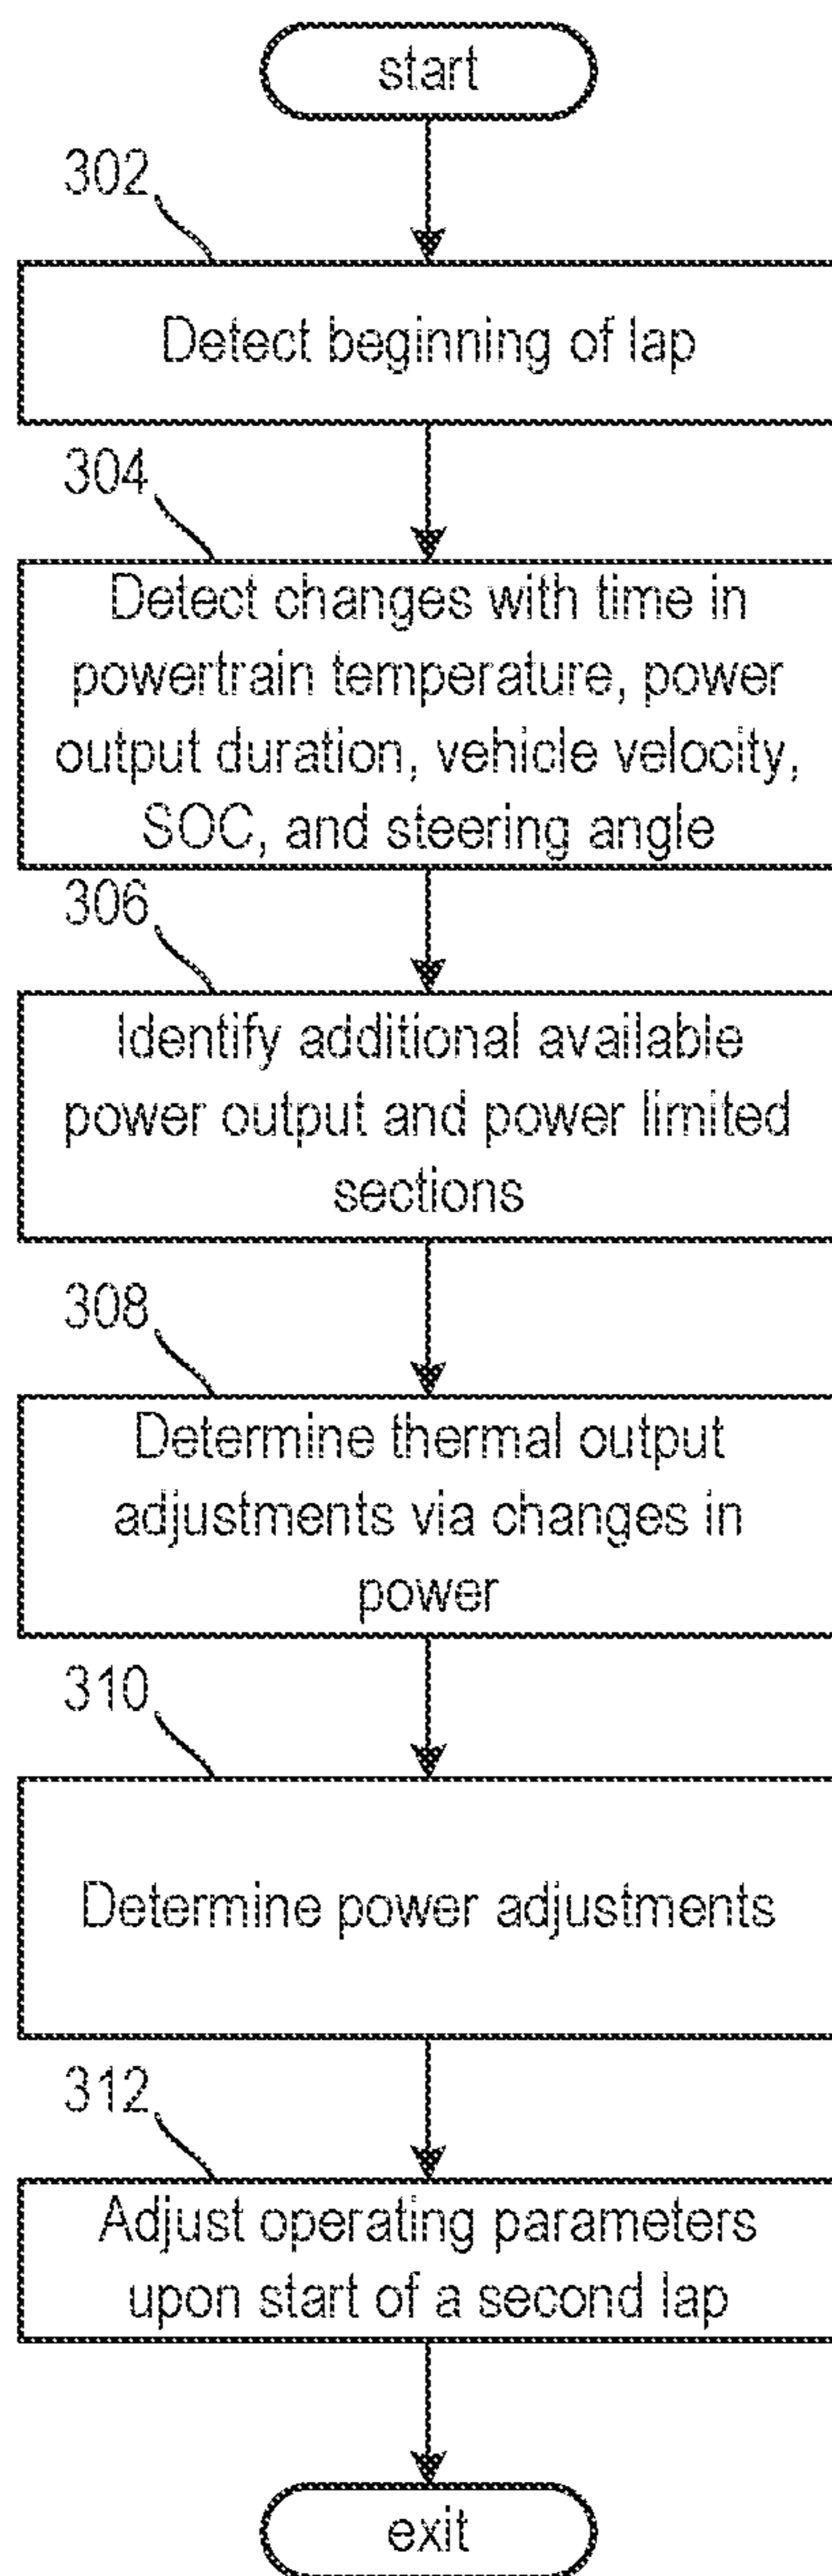 start
302
Detect beginning of lap
304
Detect changes with time in
powertrain temperature, power
output duration, vehicle velocity,
SOC, and steering angle
306
Identify additional available
power output and power limited
sections
308
Determine thermal output
adjustments via changes in
power
310
Determine power adjustments
312
Adjust operating parameters
upon start of a second lap
exit